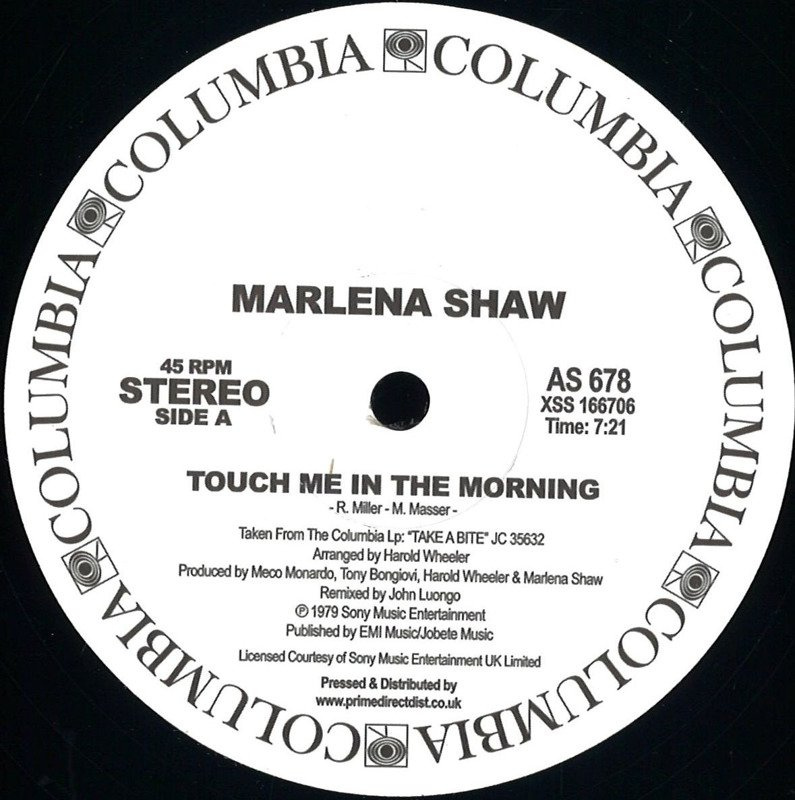 COLUMBIA COLUMBIA COLUMBIA COLUMBIA COLUMBIA COLUMBIA COLUMBIA COLUMBIA
MARLENA SHAW
45 RPM
STEREO
SIDE A
AS 678
XSS 166706
Time: 7:21
TOUCH ME IN THE MORNING
- R. Miller - M. Masser -
Taken From The Columbia Lp: "TAKE A BITE" JC 35632
Arranged by Harold Wheeler
Produced by Meco Monardo, Tony Bongiovi, Harold Wheeler & Marlena Shaw
Remixed by John Luongo
℗ 1979 Sony Music Entertainment
Published by EMI Music/Jobete Music
Licensed Courtesy of Sony Music Entertainment UK Limited
Pressed & Distributed by
www.primedirectdist.co.uk